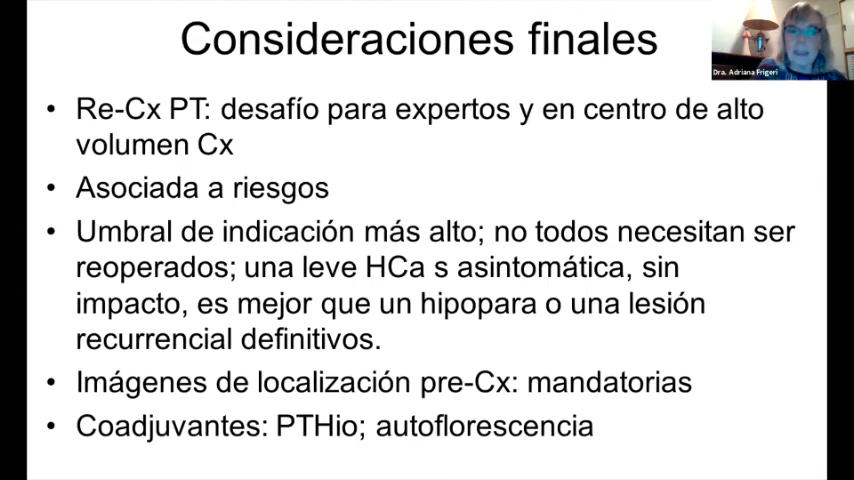 Consideraciones finales
Dra. Adriana Frigeri
• Re-Cx PT: desafío para expertos y en centro de alto
volumen Cx
• Asociada a riesgos
• Umbral de indicación más alto; no todos necesitan ser
reoperados; una leve HCa s asintomática, sin
impacto, es mejor que un hipopara o una lesión
recurrencial definitivos.
• Imágenes de localización pre-Cx: mandatorias
• Coadjuvantes: PTHio; autoflorescencia